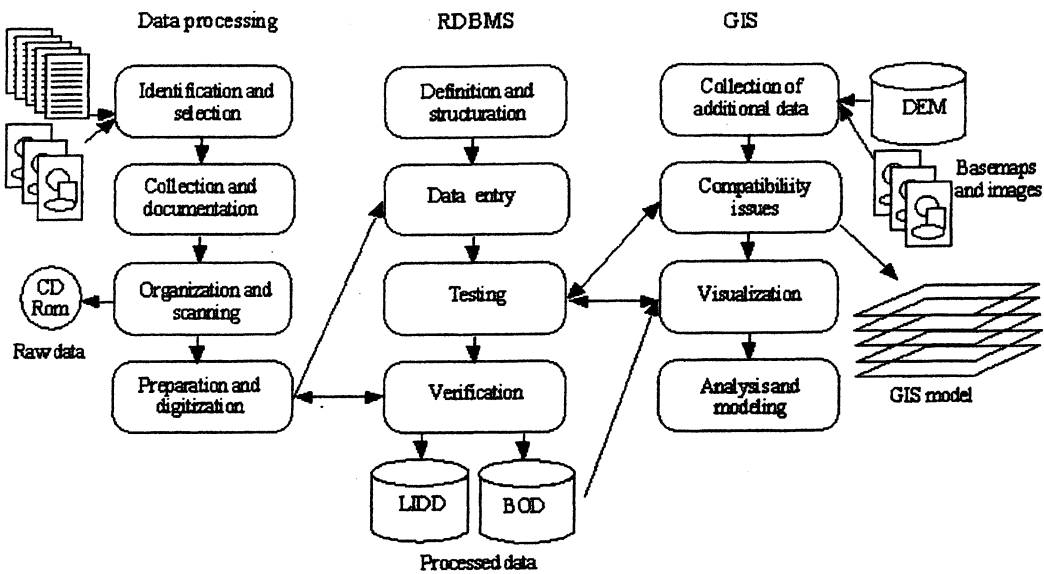 Data processing
RDBMS
GIS
Identification and
selection
Collection and
documentation
Organization and
scanning
Preparation and
digitization
CD
Rom
Raw data
Definition and
structuration
Data entry
Testing
Verification
LIDD
BOD
Processed data
Collection of
additional data
Compatibility
issues
Visualization
Analysis and
modeling
DEM
Basemaps
and images
GIS model